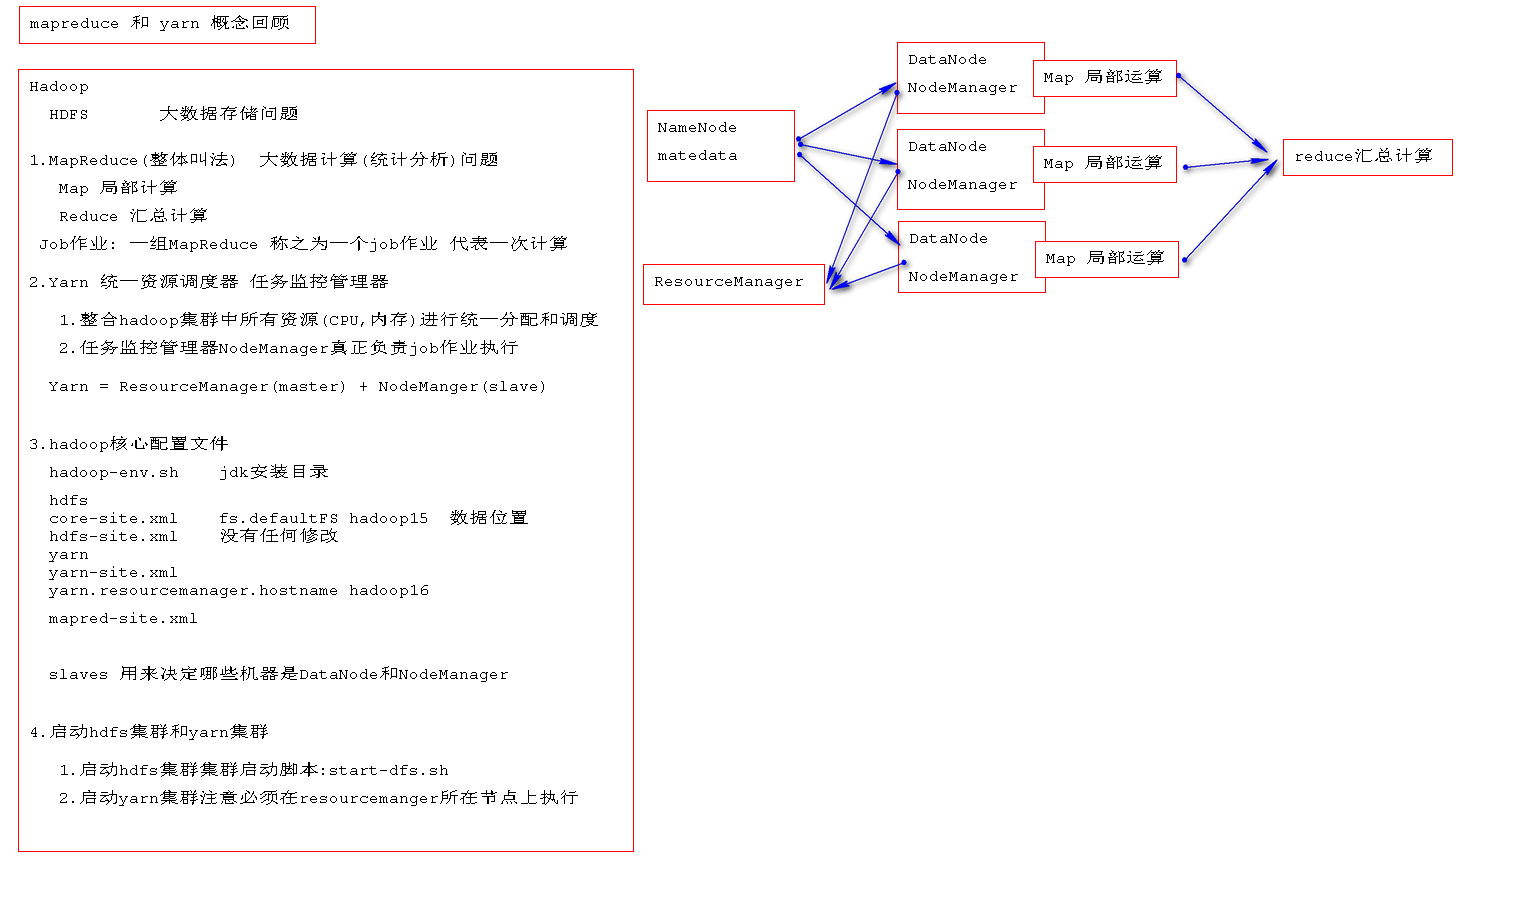 mapreduce 和 yarn 概念回顾
Hadoop
HDFS 大数据存储问题
1.MapReduce(整体叫法) 大数据计算(统计分析)问题
Map 局部计算
Reduce 汇总计算
Job作业: 一组MapReduce 称之为一个job作业 代表一次计算
2.Yarn 统一资源调度器 任务监控管理器
1.整合hadoop集群中所有资源(CPU,内存)进行统一分配和调度
2.任务监控管理器NodeManager真正负责job作业执行
Yarn = ResourceManager(master) + NodeManger(slave)
3.hadoop核心配置文件
hadoop-env.sh jdk安装目录
hdfs
core-site.xml fs.defaultFS hadoop15 数据位置
hdfs-site.xml 没有任何修改
yarn
yarn-site.xml
yarn.resourcemanager.hostname hadoop16
mapred-site.xml
slaves 用来决定哪些机器是DataNode和NodeManager
4.启动hdfs集群和yarn集群
1.启动hdfs集群集群启动脚本:start-dfs.sh
2.启动yarn集群注意必须在resourcemanger所在节点上执行
NameNode
matedata
ResourceManager
DataNode
NodeManager
Map 局部运算
DataNode
NodeManager
Map 局部运算
DataNode
NodeManager
Map 局部运算
reduce汇总计算